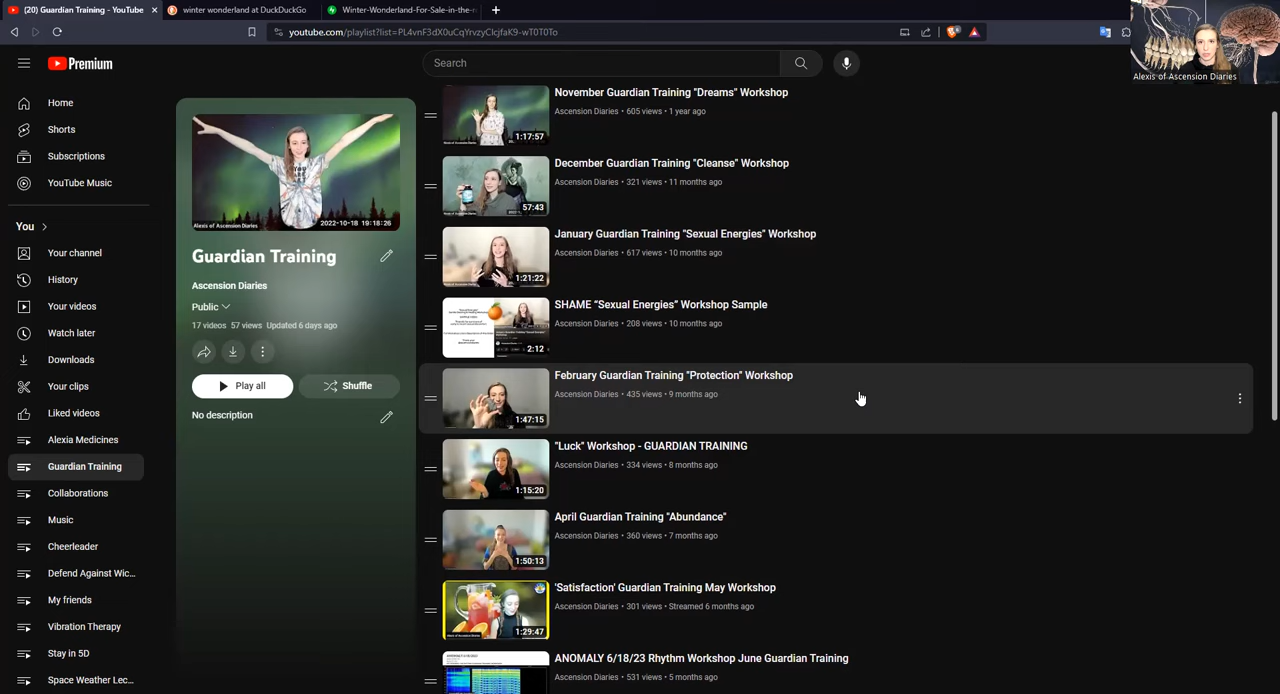 (20) Guardian Training - YouTube
winter wonderland at DuckDuckGo
Winter-Wonderland-For-Sale-in-the-r
youtube.com/playlist?list=PL4vnF3dX0uCqYrvzyClcjfaK9-wT0T0To
Alexis of Ascension Diaries
Premium
Search
Home
Shorts
Subscriptions
YouTube Music
You
Your channel
History
Your videos
Watch later
Downloads
Your clips
Liked videos
Alexia Medicines
Guardian Training
Collaborations
Music
Cheerleader
Defend Against Wic...
My friends
Vibration Therapy
Stay in 5D
Space Weather Lec...
YOU
Alexis of Ascension Diaries
2022-10-18 19:18:26
Guardian Training
Ascension Diaries
Public
17 videos 57 views Updated 6 days ago
Play all
Shuffle
No description
1:17:57
November Guardian Training "Dreams" Workshop
Ascension Diaries • 605 views • 1 year ago
57:43
December Guardian Training "Cleanse" Workshop
Ascension Diaries • 321 views • 11 months ago
1:21:22
January Guardian Training "Sexual Energies" Workshop
Ascension Diaries • 617 views • 10 months ago
2:12
SHAME “Sexual Energies” Workshop Sample
Ascension Diaries • 208 views • 10 months ago
1:47:15
February Guardian Training "Protection" Workshop
Ascension Diaries • 435 views • 9 months ago
1:15:20
"Luck" Workshop - GUARDIAN TRAINING
Ascension Diaries • 334 views • 8 months ago
1:50:13
April Guardian Training "Abundance"
Ascension Diaries • 360 views • 7 months ago
1:29:47
'Satisfaction' Guardian Training May Workshop
Ascension Diaries • 301 views • Streamed 6 months ago
ANOMALY 6/18/23 Rhythm Workshop June Guardian Training
Ascension Diaries • 531 views • 5 months ago